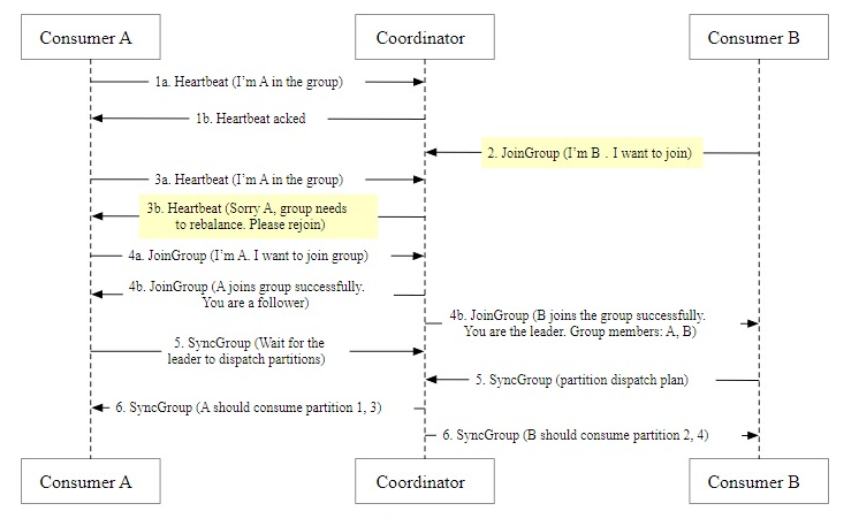 Consumer A
Coordinator
Consumer B
1a. Heartbeat (I'm A in the group)
1b. Heartbeat acked
2. JoinGroup (I'm B . I want to join)
3a. Heartbeat (I'm A in the group)
3b. Heartbeat (Sorry A, group needs
to rebalance. Please rejoin)
4a. JoinGroup (I'm A. I want to join group)
4b. JoinGroup (A joins group successfully.
You are a follower)
4b. JoinGroup (B joins the group successfully.
You are the leader. Group members: A, B)
5. SyncGroup (Wait for the
leader to dispatch partitions)
5. SyncGroup (partition dispatch plan)
6. SyncGroup (A should consume partition 1, 3)
6. SyncGroup (B should consume partition 2, 4)
Consumer A
Coordinator
Consumer B